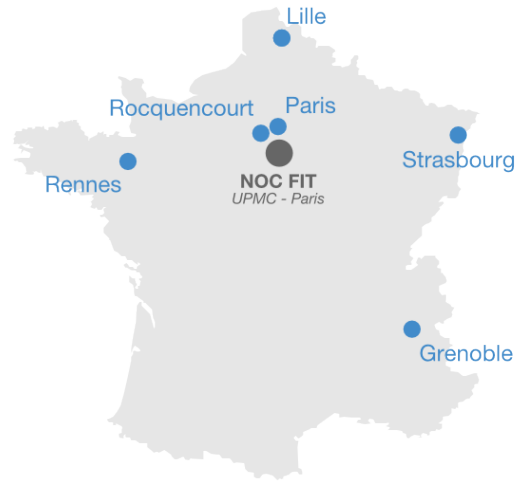 Lille
Rocquencourt
Paris
Strasbourg
Rennes
NOC FIT
UPMC - Paris
Grenoble